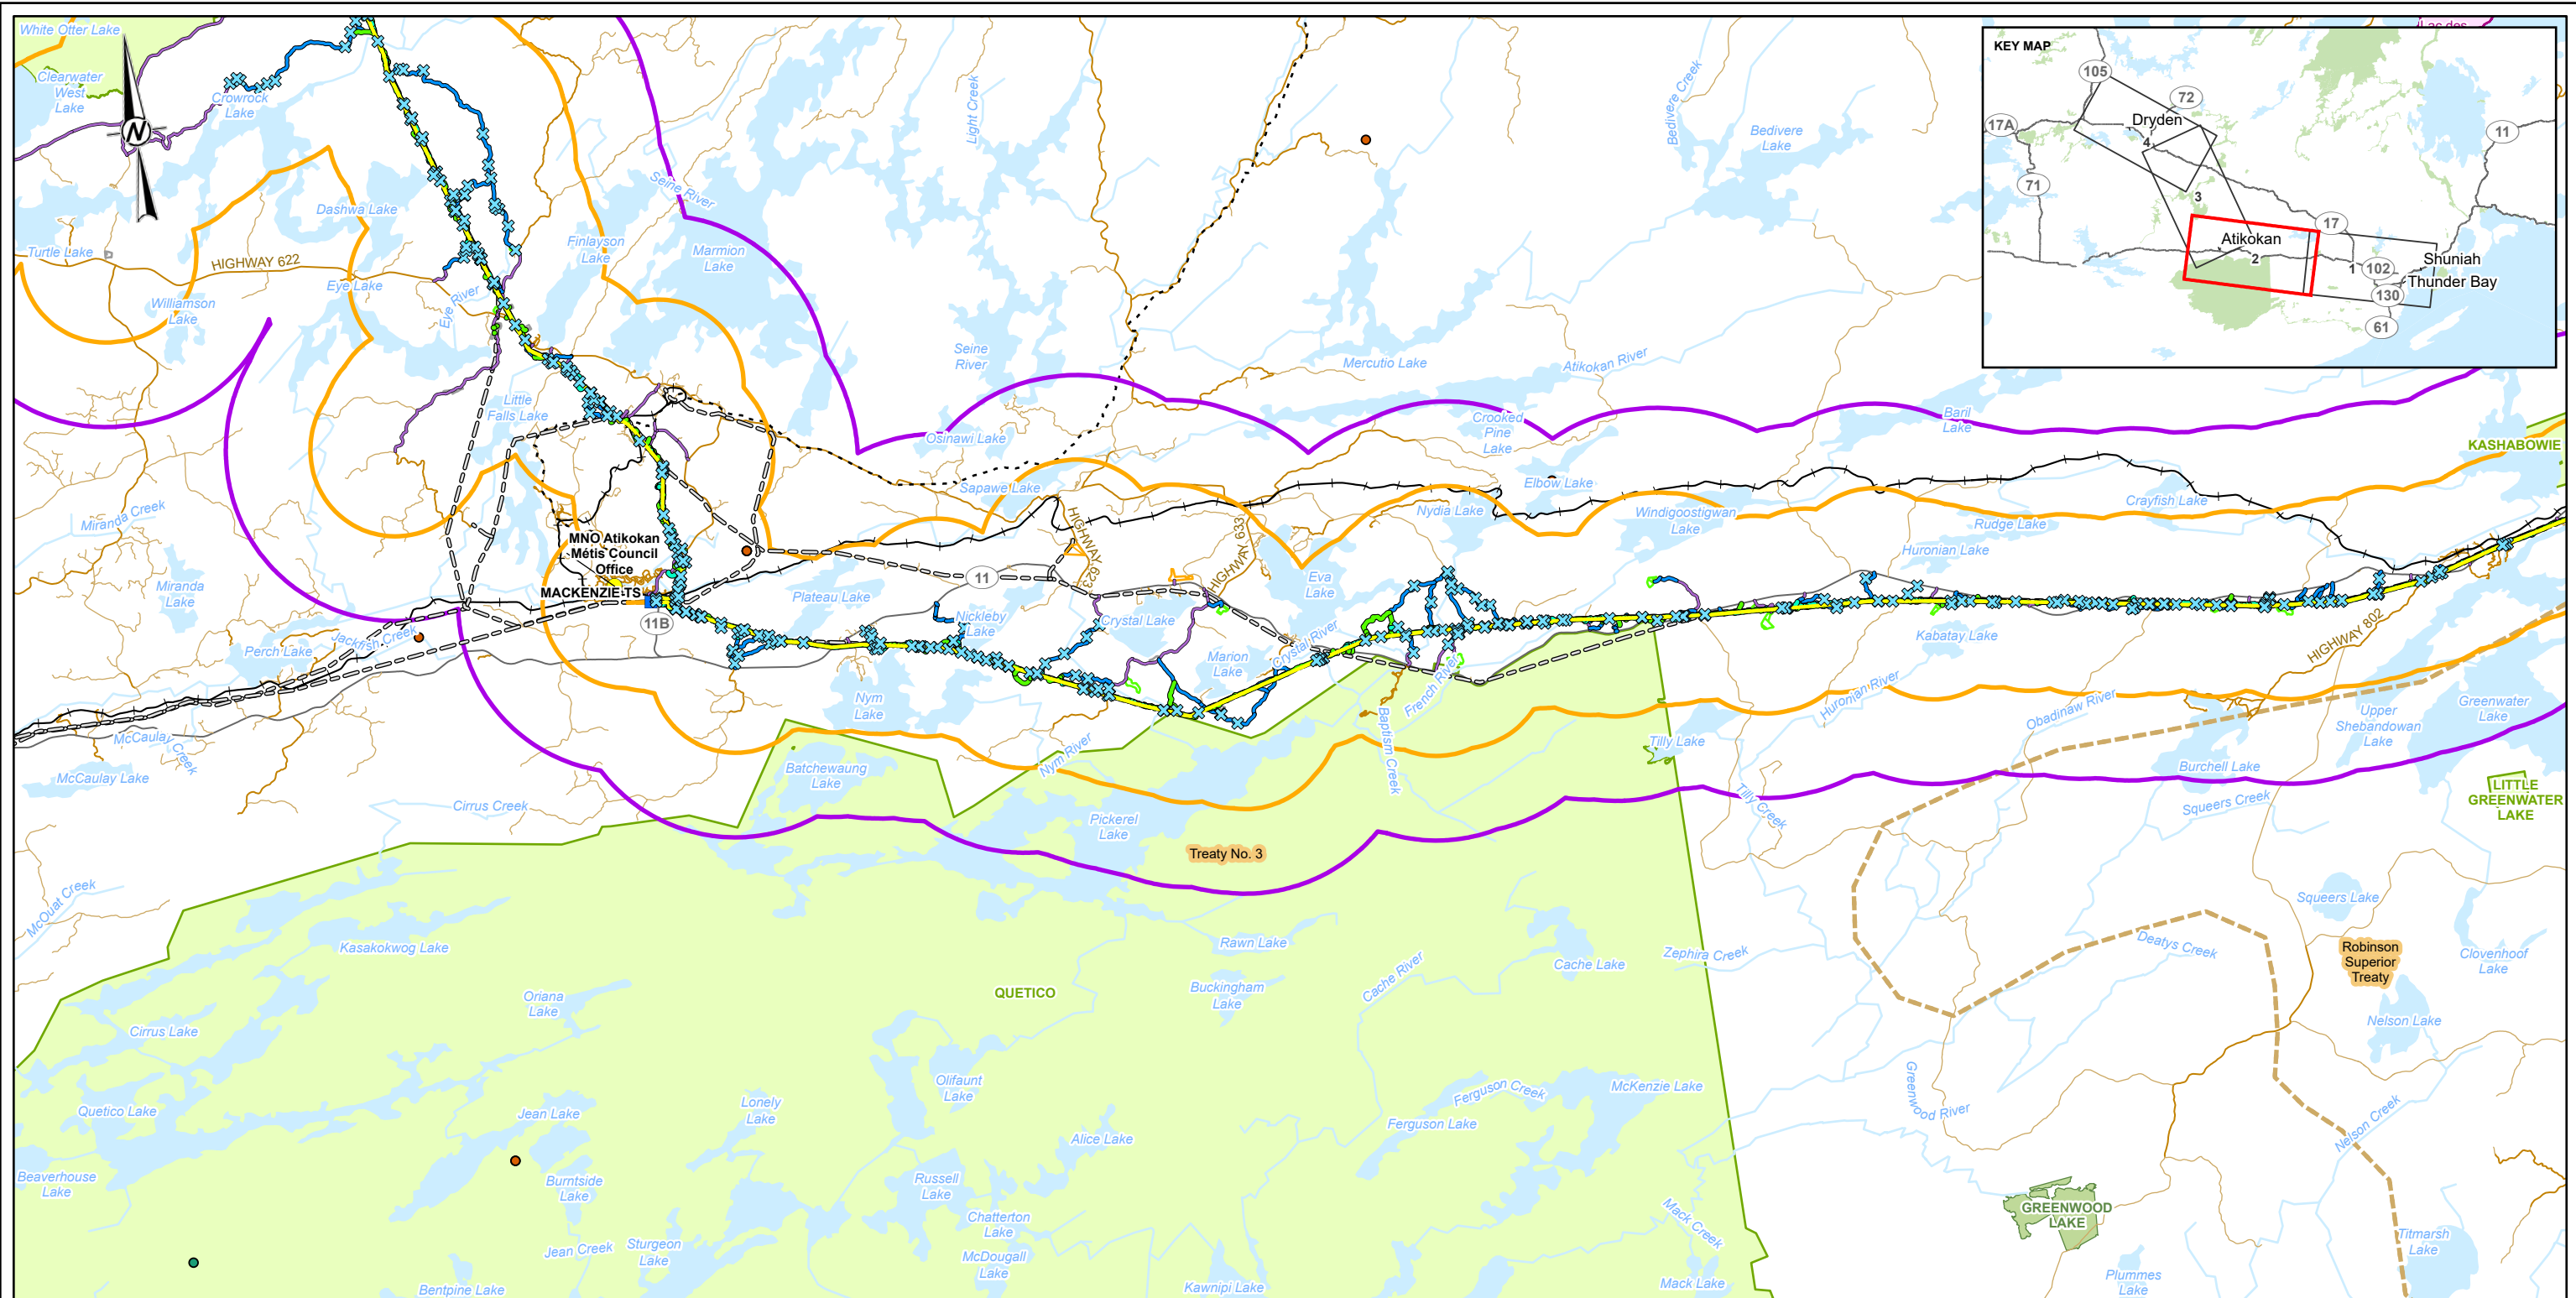 White Otter Lake
Clearwater
West
Lake
Crowrock
Lake
N
Dashwa Lake
Turtle Lake
HIGHWAY 622
Eye Lake
Williamson
Lake
Eye River
Finlayson
Lake
Seine River
Marmion
Lake
Light Creek
Bedivere Creek
Bedivere
Lake
Seine
River
Mercutio Lake
Atikokan River
Little
Falls Lake
Osinawi Lake
Crooked
Pine
Lake
Baril
Lake
KASHABOWIE
Sapawe Lake
Elbow Lake
Nydia Lake
Windigoostigwan
Lake
Crayfish Lake
Rudge Lake
Huronian Lake
Miranda Creek
Miranda
Lake
MNO Atikokan
Métis Council
Office
MACKENZIE TS
11B
11
HIGHWAY 623
HIGHWAY 633
Eva
Lake
Plateau Lake
Nickleby
Lake
Crystal Lake
Marion
Lake
Crystal River
French River
Baptism Creek
Kabatay Lake
HIGHWAY 802
Jackfish Creek
Perch Lake
McCaulay Creek
McCaulay Lake
Nym
Lake
Nym River
Batchewaung
Lake
Cirrus Creek
Pickerel
Lake
Treaty No. 3
Tilly Lake
Tilly Creek
Huronian River
Obadinaw River
Upper
Shebandowan
Lake
Greenwater
Lake
Burchell Lake
Squeers Creek
LITTLE
GREENWATER
LAKE
McOuat Creek
Kasakokwog Lake
Rawn Lake
Cache River
Cache Lake
Zephira Creek
Deatys Creek
Squeers Lake
Robinson
Superior
Treaty
Clovenhoof
Lake
Nelson Lake
QUETICO
Buckingham
Lake
Oriana
Lake
Cirrus Lake
Quetico Lake
Jean Lake
Lonely
Lake
Olifaunt
Lake
Alice Lake
Ferguson Creek
Ferguson Lake
McKenzie Lake
Greenwood River
Nelson Creek
Beaverhouse
Lake
Burntside
Lake
Russell
Lake
Chatterton
Lake
McDougall
Lake
Jean Creek
Sturgeon
Lake
Bentpine Lake
Kawnipi Lake
Mack Creek
Mack Lake
GREENWOOD
LAKE
Plummes
Lake
Titmarsh
Lake
KEY MAP
105
72
17A
Dryden
4
11
71
3
17
Atikokan
2
1
102
Shuniah
Thunder Bay
130
61